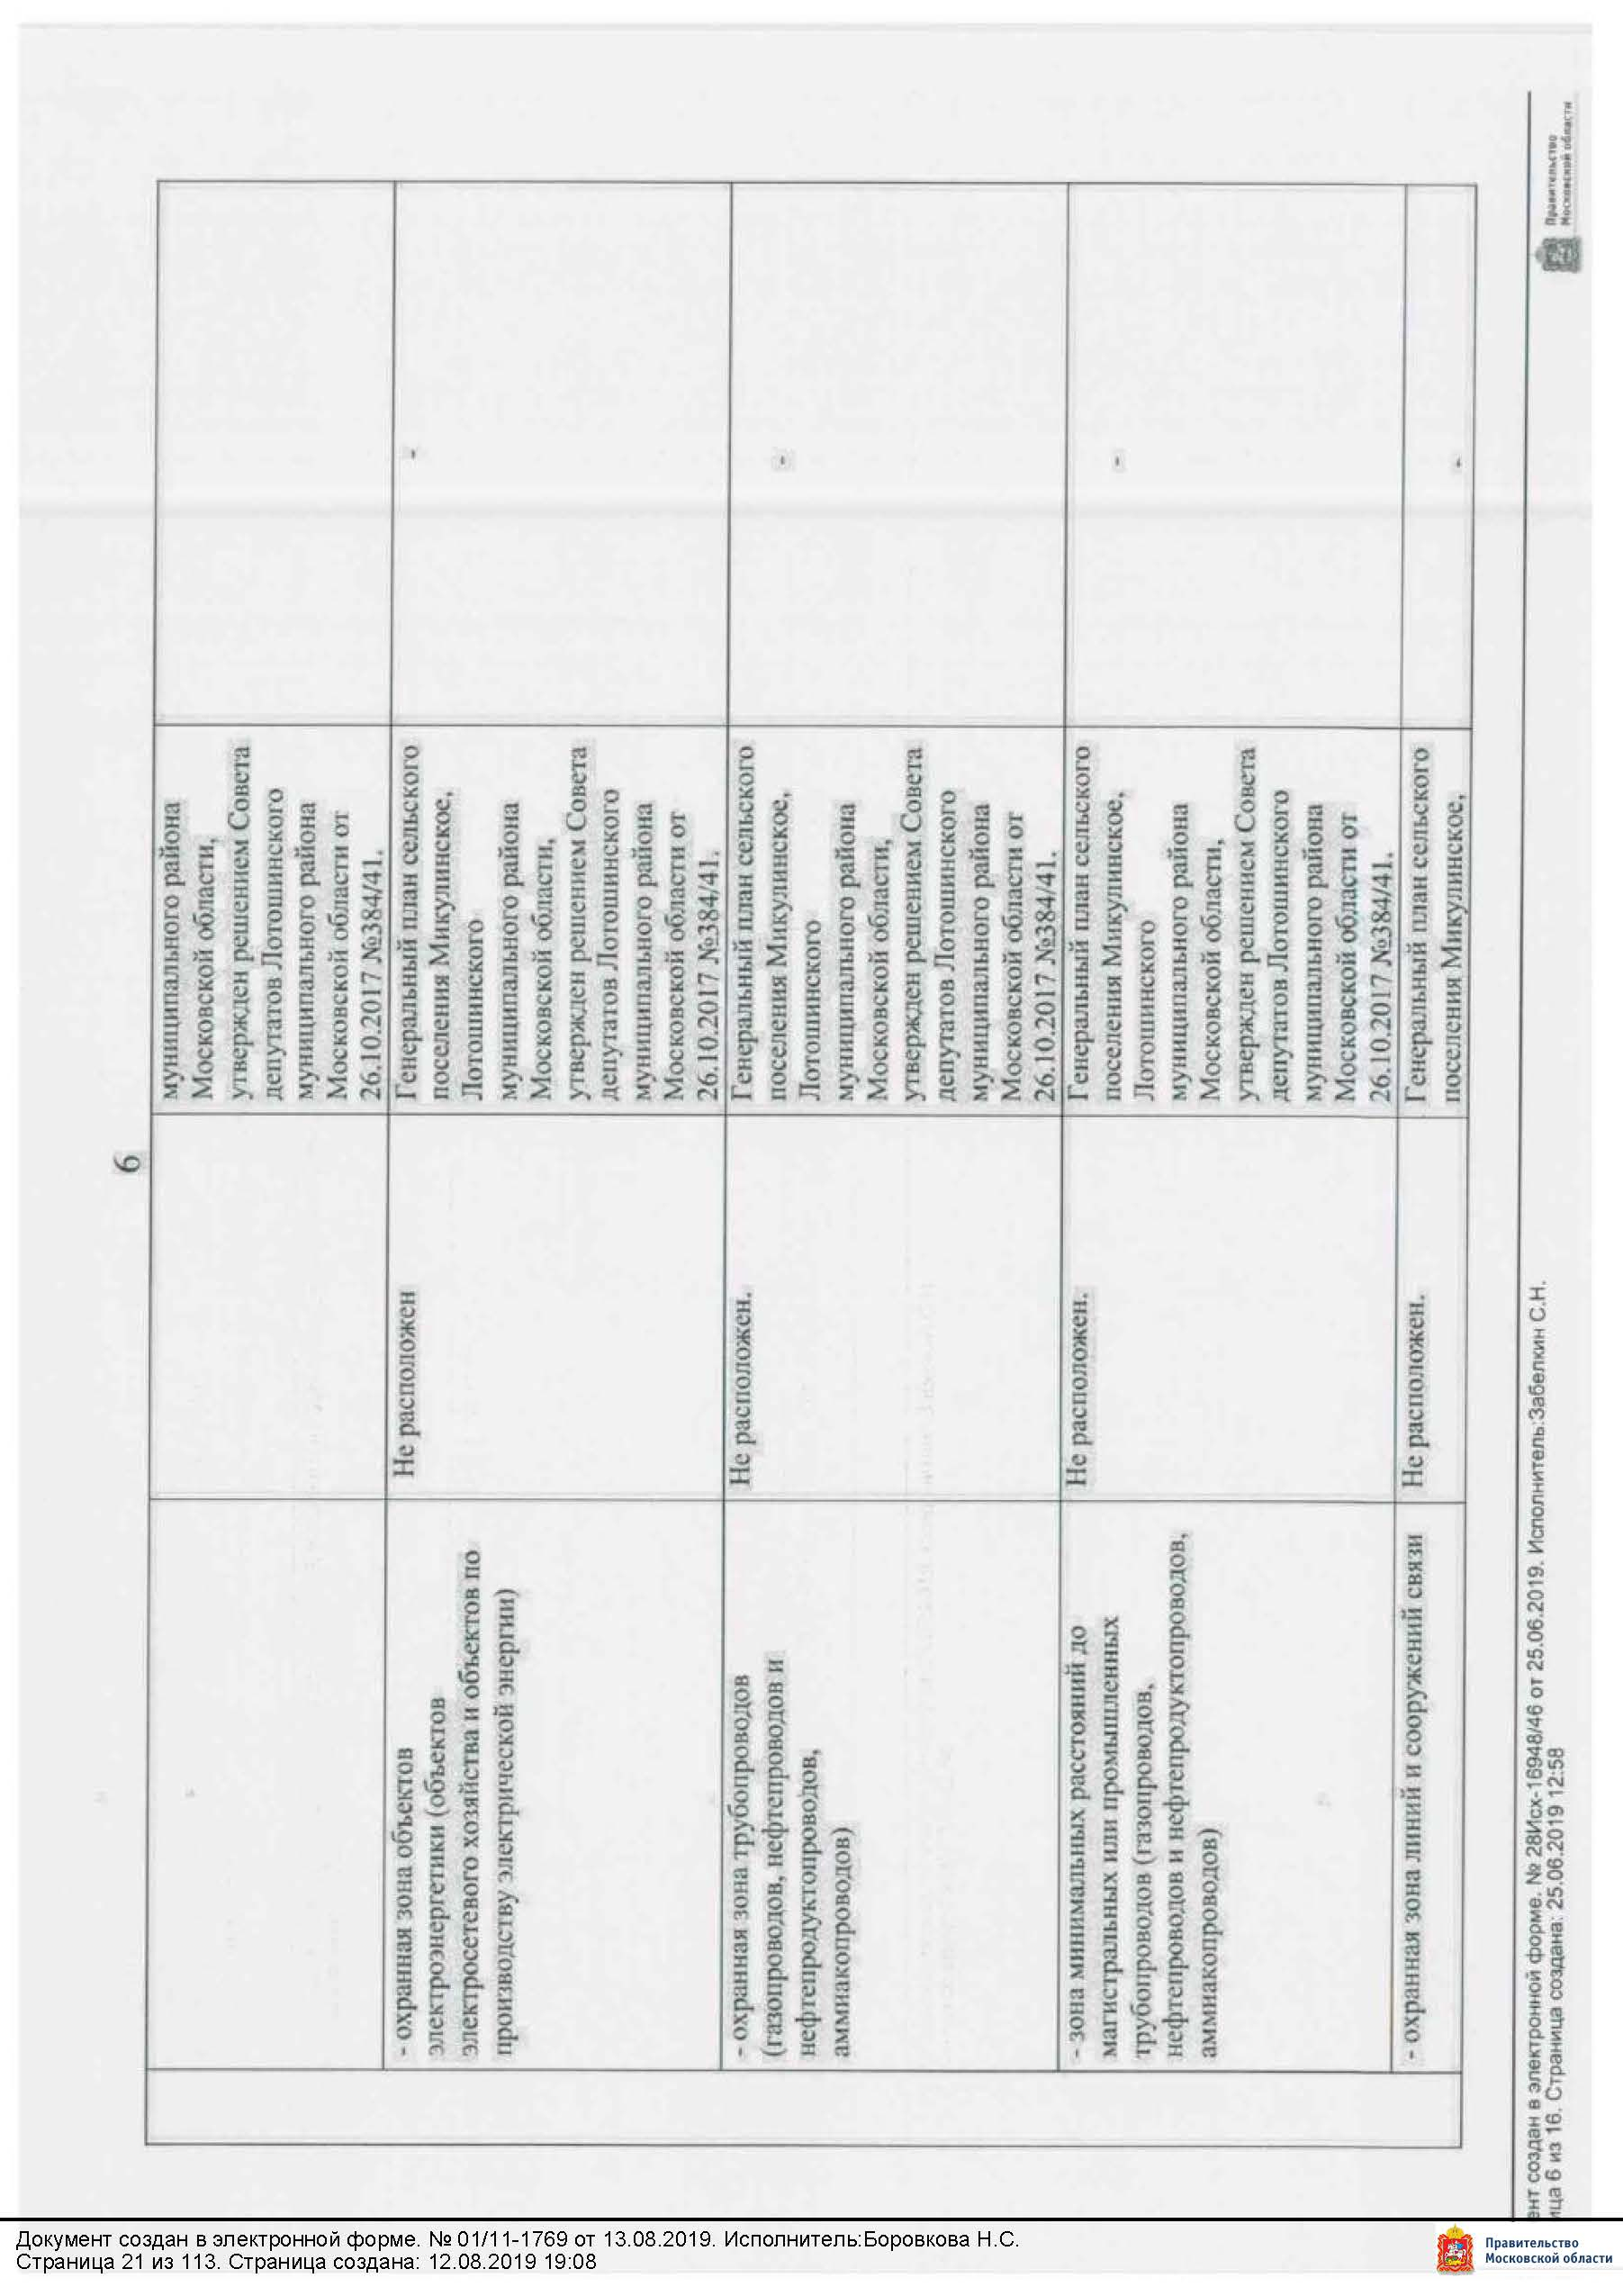 6
муниципального района
Московской области,
утвержден решением Совета
депутатов Лотошинского
муниципального района
Московской области от
26.10.2017 №384/41.
- охранная зона объектов
электроэнергетики (объектов
электросетевого хозяйства и объектов по
производству электрической энергии)
Не расположен
Генеральный план сельского
поселения Микулинское,
Лотошинского
муниципального района
Московской области,
утвержден решением Совета
депутатов Лотошинского
муниципального района
Московской области от
26.10.2017 №384/41.
-
- охранная зона трубопроводов
(газопроводов, нефтепроводов и
нефтепродуктопроводов,
аммиакопроводов)
Не расположен.
Генеральный план сельского
поселения Микулинское,
Лотошинского
муниципального района
Московской области,
утвержден решением Совета
депутатов Лотошинского
муниципального района
Московской области от
26.10.2017 №384/41.
-
- зона минимальных расстояний до
магистральных или промышленных
трубопроводов (газопроводов,
нефтепроводов и нефтепродуктопроводов,
аммиакопроводов)
Не расположен.
Генеральный план сельского
поселения Микулинское,
Лотошинского
муниципального района
Московской области,
утвержден решением Совета
депутатов Лотошинского
муниципального района
Московской области от
26.10.2017 №384/41.
-
- охранная зона линий и сооружений связи
Не расположен.
Генеральный план сельского
поселения Микулинское,
-
ент создан в электронной форме. № 28Исх-16948/46 от 25.06.2019. Исполнитель:Забелкин С.Н.
ица 6 из 16. Страница создана: 25.06.2019 12:58
Правительство
Московской области
Документ создан в электронной форме. № 01/11-1769 от 13.08.2019. Исполнитель:Боровкова Н.С.
Страница 21 из 113. Страница создана: 12.08.2019 19:08
Правительство
Московской области